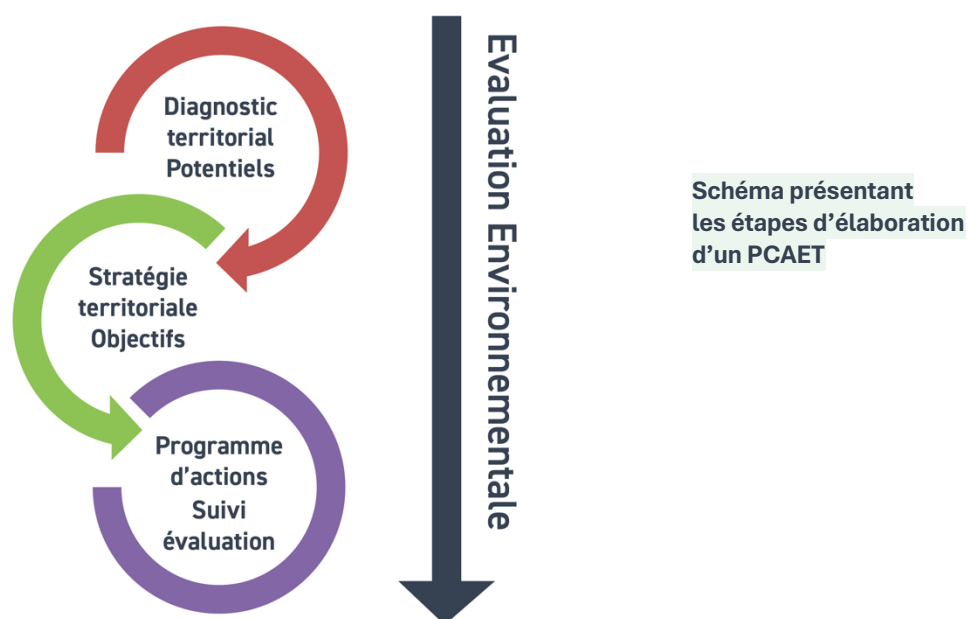 Diagnostic
territorial
Potentiels
Stratégie
territoriale
Objectifs
Programme
d'actions
Suivi
évaluation
Evaluation Environnementale
Schéma présentant
les étapes d'élaboration
d'un PCAET